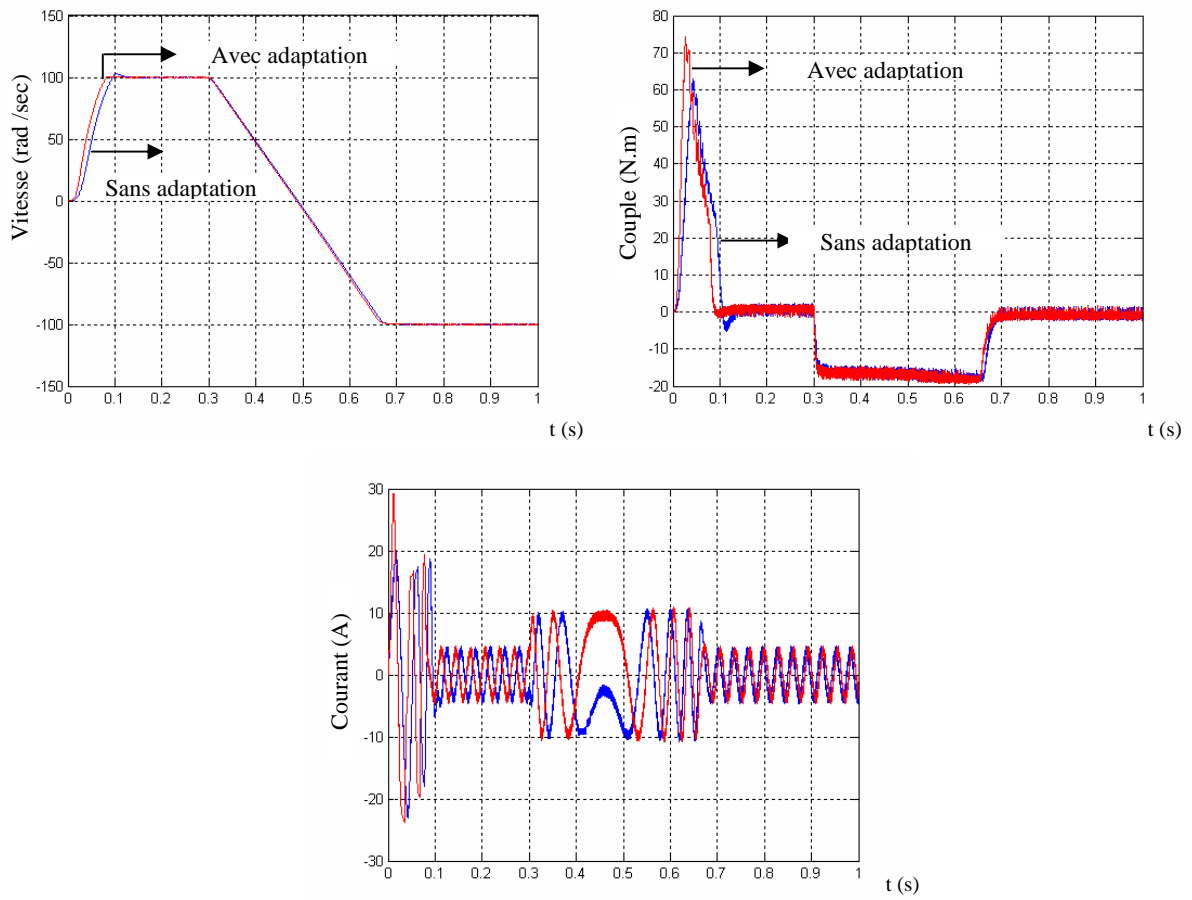 Vitesse (rad /sec)
150
100
50
0
-50
-100
-150
Avec adaptation
Sans adaptation
0 0.1 0.2 0.3 0.4 0.5 0.6 0.7 0.8 0.9 1
t (s)
Couple (N.m)
80
70
60
50
40
30
20
10
0
-10
-20
Avec adaptation
Sans adaptation
0 0.1 0.2 0.3 0.4 0.5 0.6 0.7 0.8 0.9 1
t (s)
Courant (A)
30
20
10
0
-10
-20
-30
0 0.1 0.2 0.3 0.4 0.5 0.6 0.7 0.8 0.9 1
t (s)